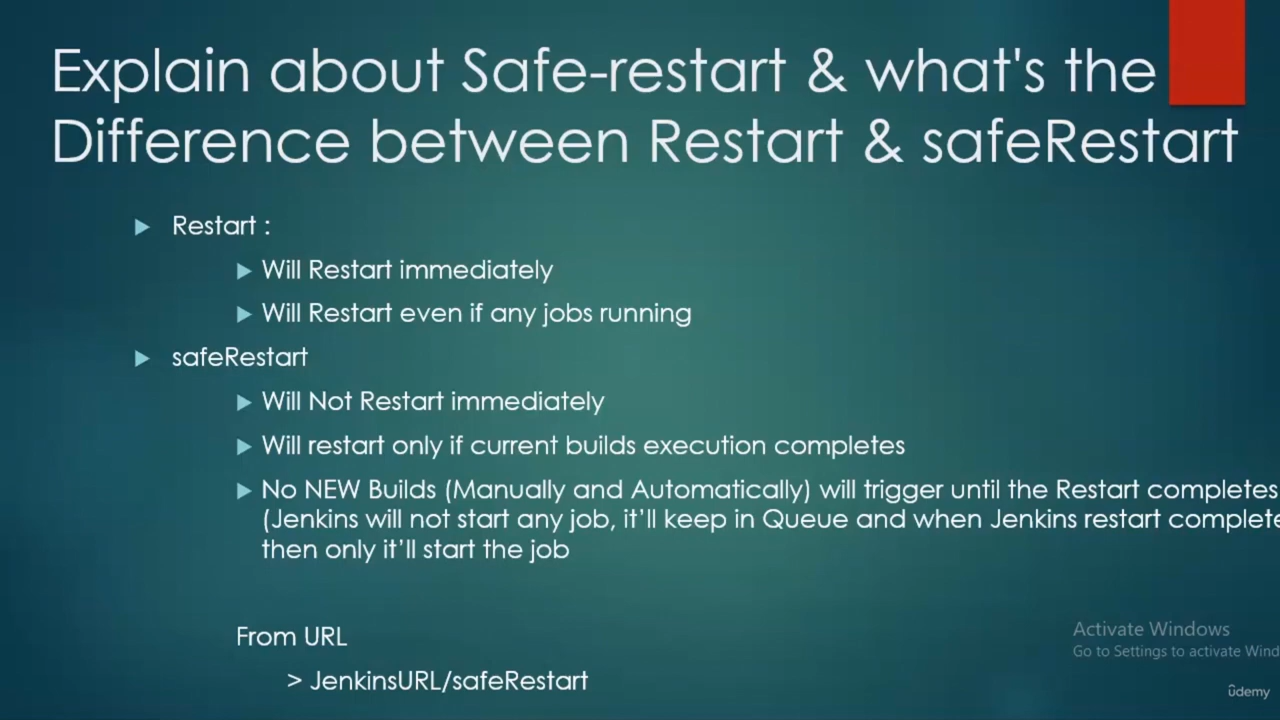 Explain about Safe-restart & what's the
Difference between Restart & safeRestart
Restart :
Will Restart immediately
Will Restart even if any jobs running
safeRestart
Will Not Restart immediately
Will restart only if current builds execution completes
No NEW Builds (Manually and Automatically) will trigger until the Restart completes
(Jenkins will not start any job, it'll keep in Queue and when Jenkins restart complete
then only it'll start the job
From URL
> JenkinsURL/safeRestart
Activate Windows
Go to Settings to activate Wind
ûdemy